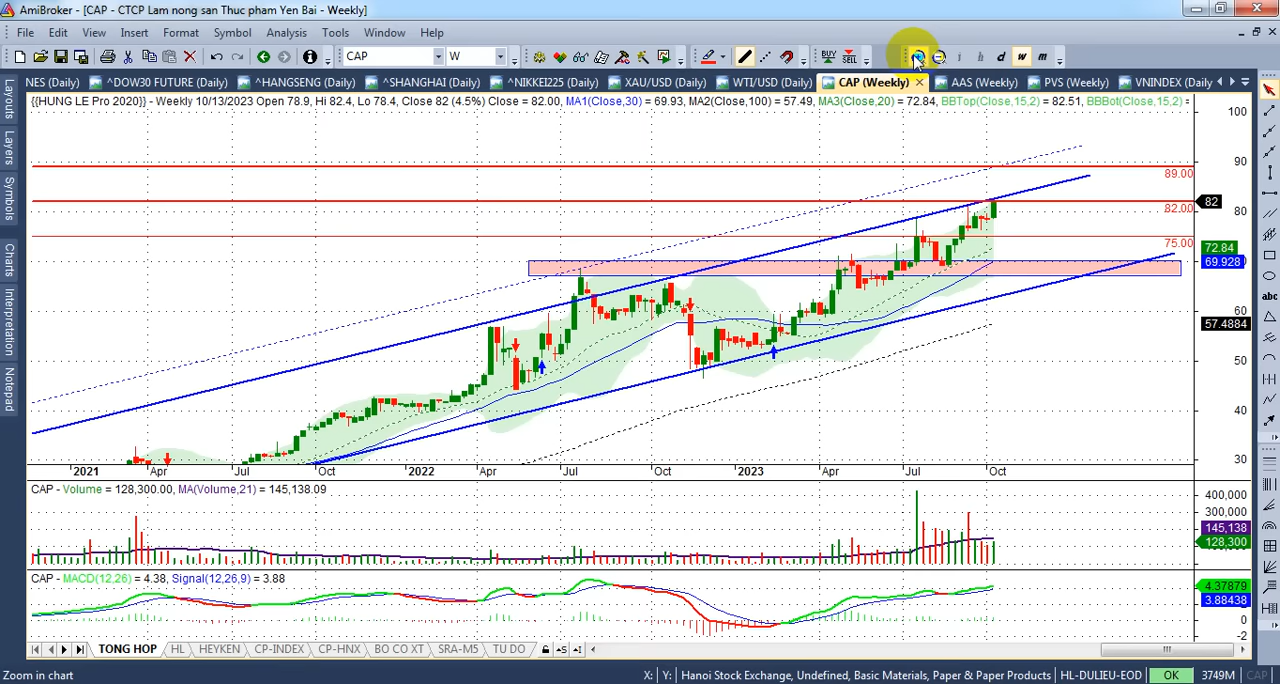 AmiBroker - [CAP - CTCP Lam nong san Thuc pham Yen Bai - Weekly]
File Edit View Insert Format Symbol Analysis Tools Window Help
CAP W BUY SELL i h d w m
NES (Daily) ^DOW30 FUTURE (Daily) ^HANGSENG (Daily) ^SHANGHAI (Daily) ^NIKKEI225 (Daily) XAU/USD (Daily) WTI/USD (Daily) CAP (Weekly) AAS (Weekly) PVS (Weekly) VNINDEX (Daily)
{{HUNG LE Pro 2020}} - Weekly 10/13/2023 Open 78.9, Hi 82.4, Lo 78.4, Close 82 (4.5%) Close = 82.00, MA1(Close,30) = 69.93, MA2(Close,100) = 57.49, MA3(Close,20) = 72.84, BBTop(Close,15,2) = 82.51, BBBot(Close,15,2) =
Layouts
Layers
Symbols
Charts
Interpretation
Notepad
abc
100
90
89.00
82
82.00
80
75.00
72.84
69.928
60
57.4884
50
40
30
2021 Apr Jul Oct 2022 Apr Jul Oct 2023 Apr Jul Oct
CAP - Volume = 128,300.00, MA(Volume,21) = 145,138.09
400,000
300,000
145,138
128,300
CAP - MACD(12,26) = 4.38, Signal(12,26,9) = 3.88
4.37879
3.88438
0
-2
TONG HOP HL HEYKEN CP-INDEX CP-HNX BO CO XT SRA-M5 TU DO
Zoom in chart X: Y: Hanoi Stock Exchange, Undefined, Basic Materials, Paper & Paper Products HL-DULIEU-EOD OK 3749M CAP